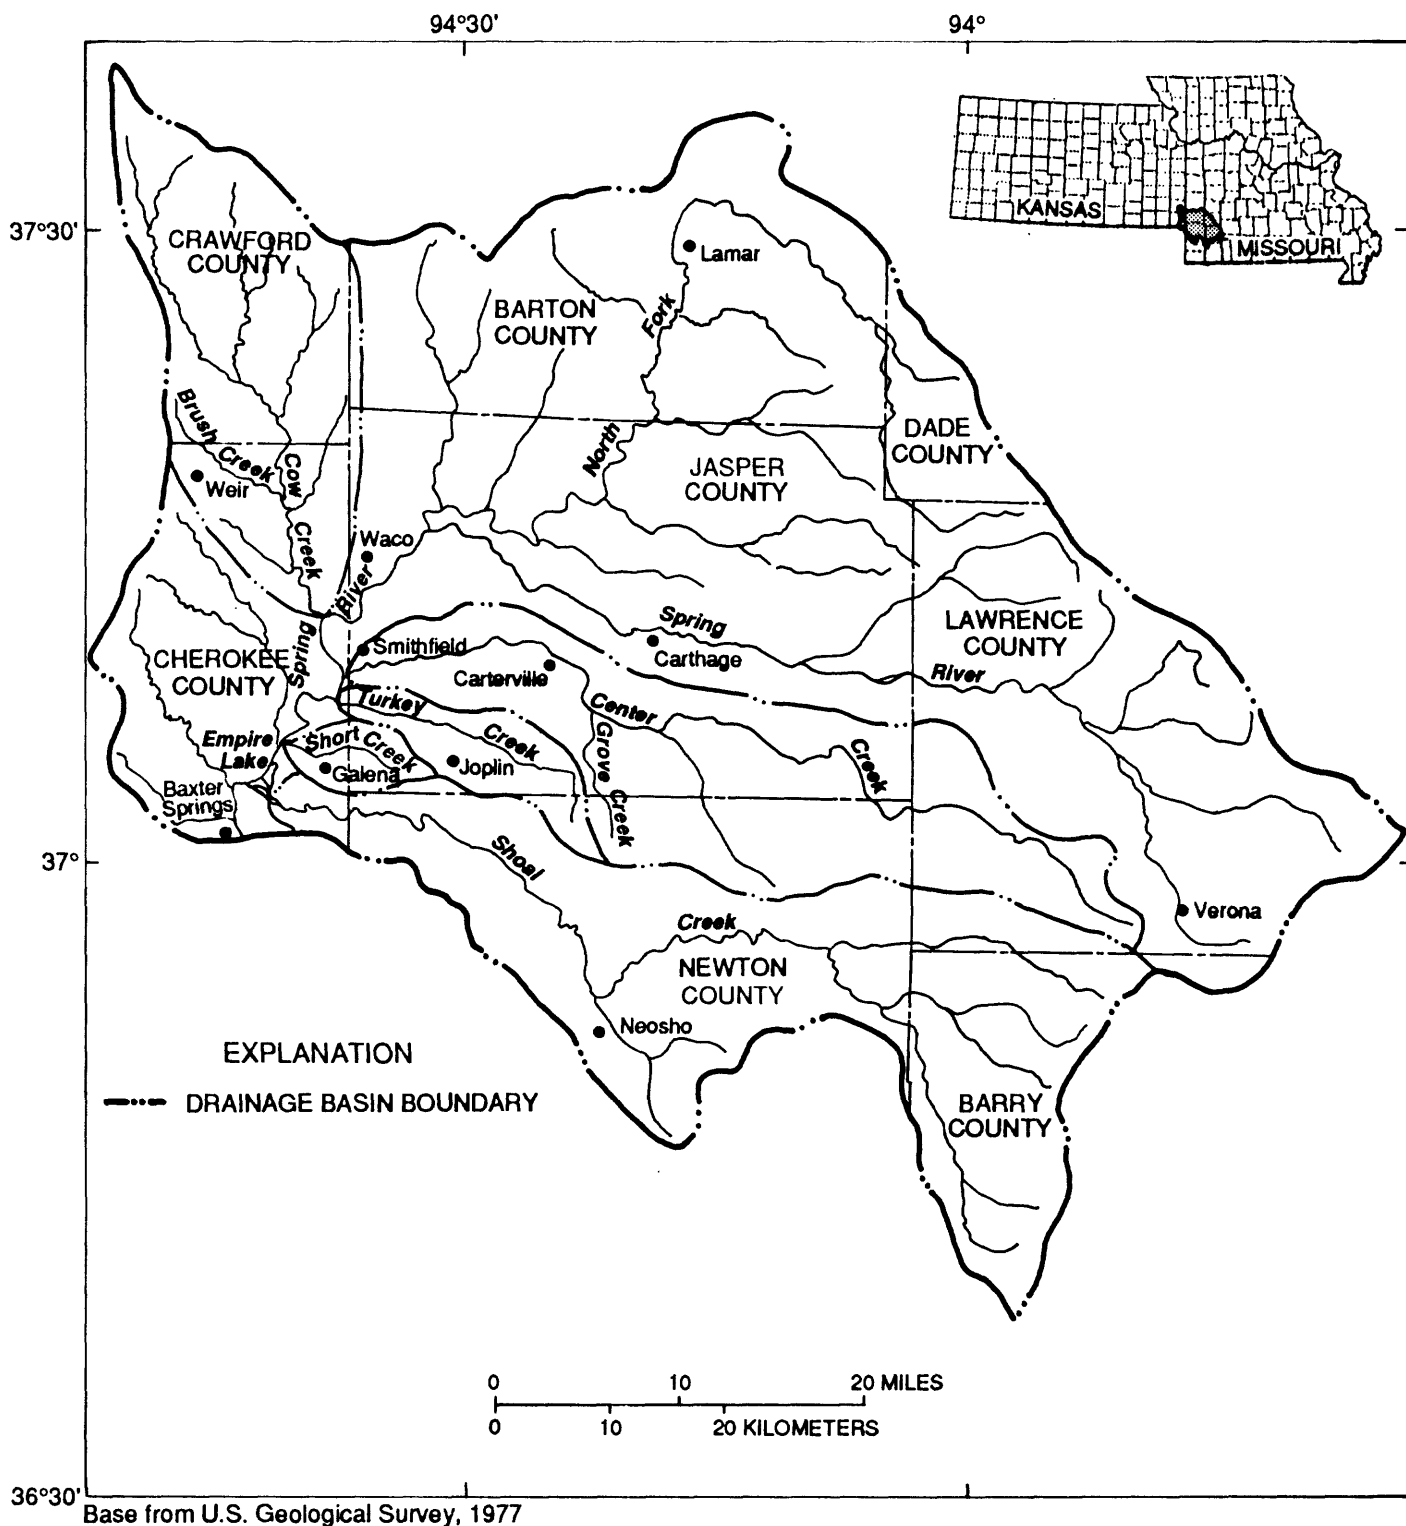 94°30'
94°
37°30'
KANSAS
MISSOURI
CRAWFORD
COUNTY
Lamar
BARTON
COUNTY
Fork
Brush Creek
Weir
Cow Creek
North
DADE
COUNTY
JASPER
COUNTY
Waco
River
Spring
Spring
River
Smithfield
Carthage
LAWRENCE
COUNTY
CHEROKEE
COUNTY
Carterville
Turkey
Creek
Center
Creek
Grove
Creek
Empire
Lake
Short Creek
Galena
Joplin
Baxter
Springs
37°
Shoal
Creek
Verona
NEWTON
COUNTY
Neosho
EXPLANATION
DRAINAGE BASIN BOUNDARY
BARRY
COUNTY
0 10 20 MILES
0 10 20 KILOMETERS
36°30'
Base from U.S. Geological Survey, 1977